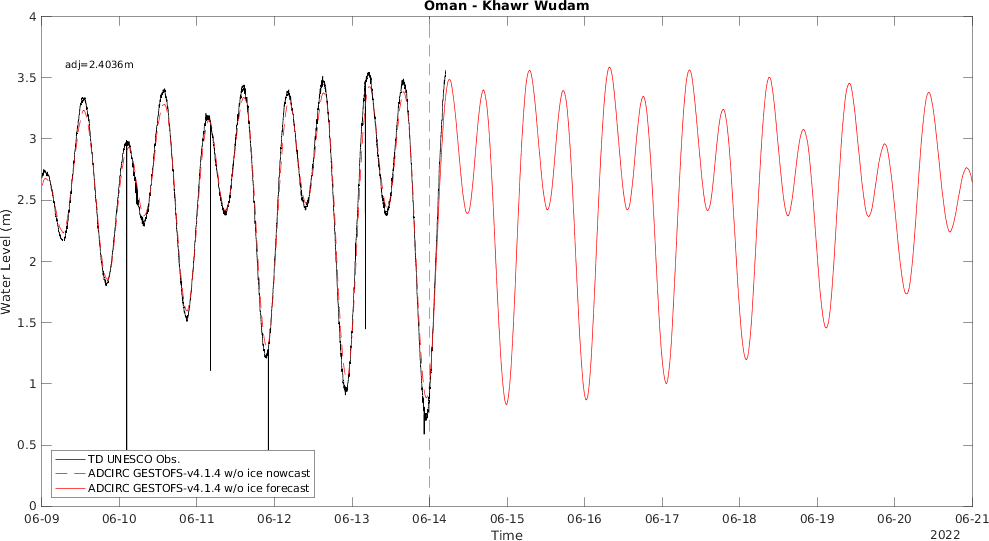 Oman - Khawr Wudam
adj=2.4036m
4
3.5
3
2.5
2
1.5
1
0.5
0
Water Level (m)
TD UNESCO Obs.
ADCIRC GESTOFS-v4.1.4 w/o ice nowcast
ADCIRC GESTOFS-v4.1.4 w/o ice forecast
06-09 06-10 06-11 06-12 06-13 06-14 06-15 06-16 06-17 06-18 06-19 06-20 06-21
Time
2022